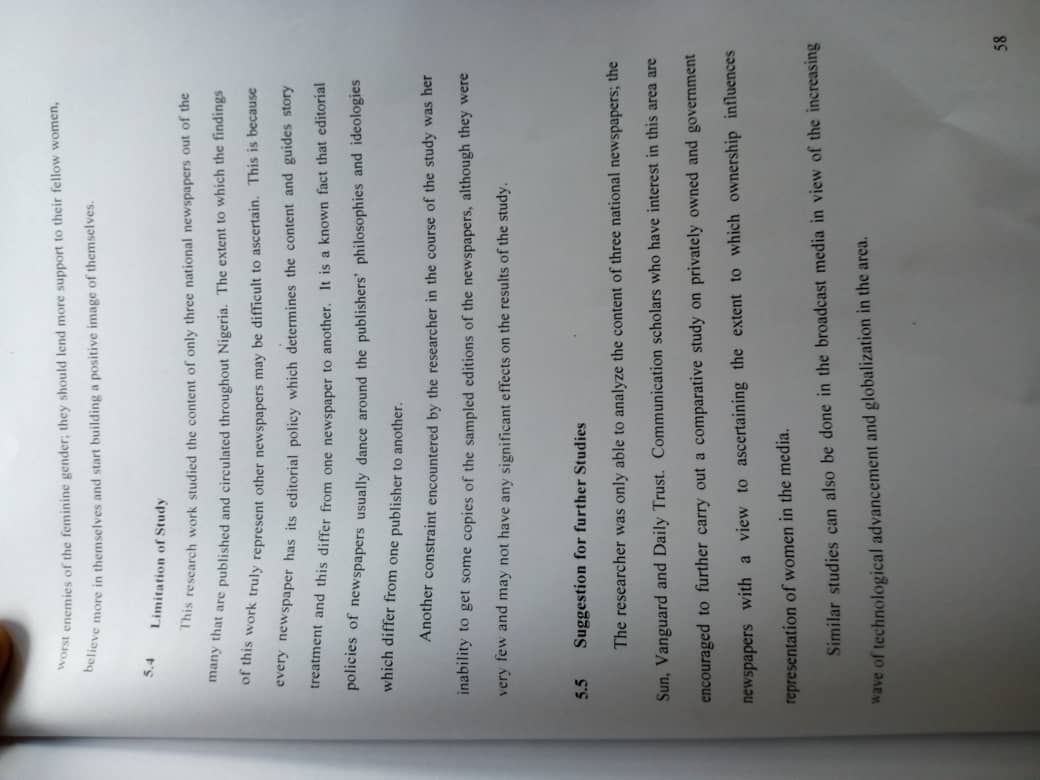 worst enemies of the feminine gender; they should lend more support to their fellow women,
believe more in themselves and start building a positive image of themselves.
5.4 Limitation of Study
This research work studied the content of only three national newspapers out of the
many that are published and circulated throughout Nigeria. The extent to which the findings
of this work truly represent other newspapers may be difficult to ascertain. This is because
every newspaper has its editorial policy which determines the content and guides story
treatment and this differ from one newspaper to another. It is a known fact that editorial
policies of newspapers usually dance around the publishers' philosophies and ideologies
which differ from one publisher to another.
Another constraint encountered by the researcher in the course of the study was her
inability to get some copies of the sampled editions of the newspapers, although they were
very few and may not have any significant effects on the results of the study.
5.5 Suggestion for further Studies
The researcher was only able to analyze the content of three national newspapers; the
Sun, Vanguard and Daily Trust. Communication scholars who have interest in this area are
encouraged to further carry out a comparative study on privately owned and government
newspapers with a view to ascertaining the extent to which ownership influences
representation of women in the media.
Similar studies can also be done in the broadcast media in view of the increasing
wave of technological advancement and globalization in the area.
58